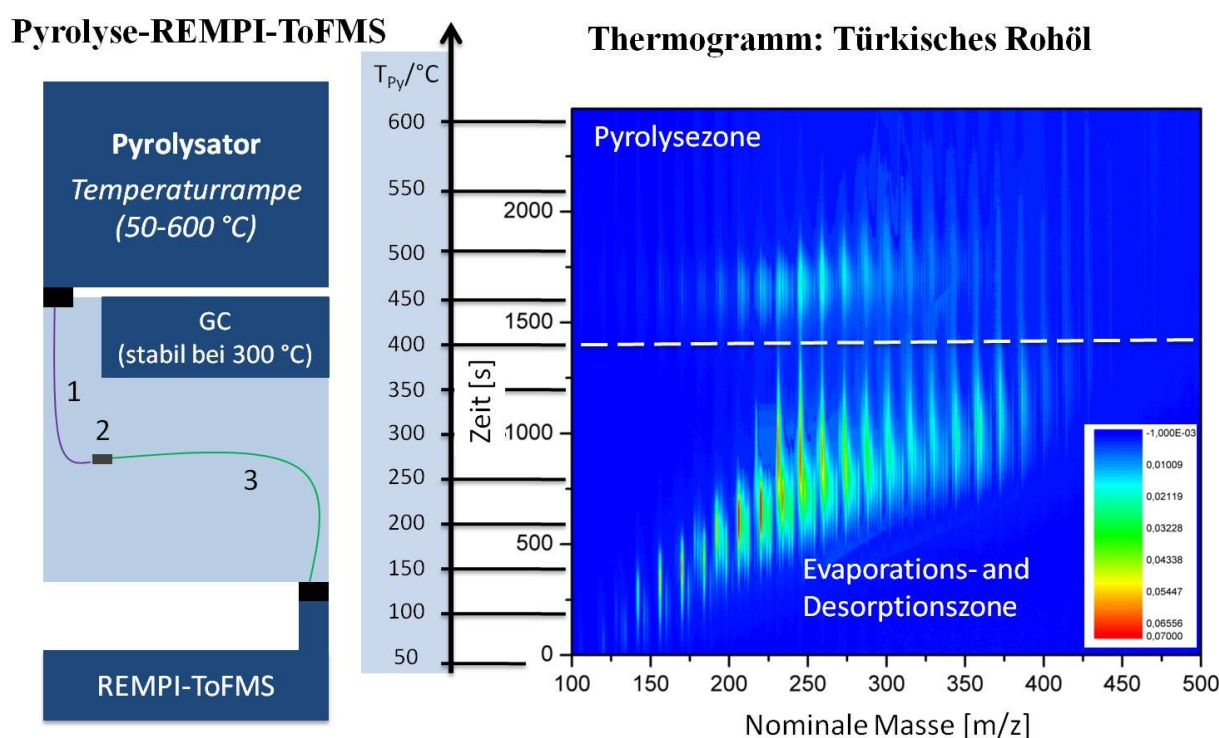 Pyrolyse-REMPI-ToFMS
Thermogramm: Türkisches Rohöl
Pyrolysator
Temperaturrampe
(50-600 °C)
GC
(stabil bei 300 °C)
1
2
3
REMPI-ToFMS
T_Py/°C
600
550
500
450
400
350
300
250
200
150
100
50
Zeit [s]
2000
1500
1000
500
0
Pyrolysezone
Evaporations- and
Desorptionszone
-1,000E-03
0,01009
0,02119
0,03228
0,04338
0,05447
0,06556
0,07000
100 150 200 250 300 350 400 450 500
Nominale Masse [m/z]